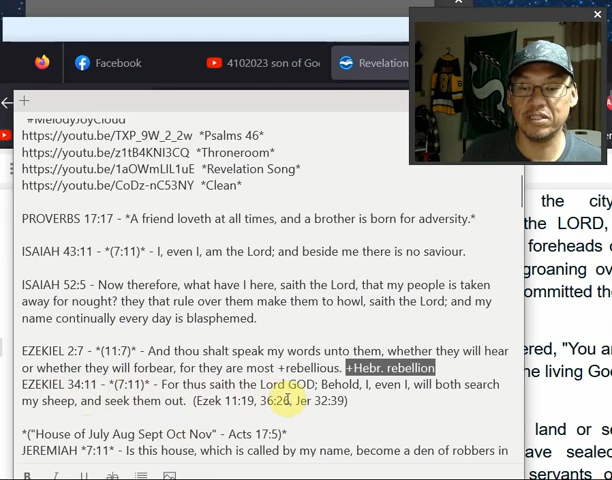 Facebook
4102023 son of Go
Revelation
#MelodyJoyCloud
https://youtu.be/TXP_9W_2_2w *Psalms 46*
https://youtu.be/z1tB4KNI3CQ *Throneroom*
https://youtu.be/1aOWmLIL1uE *Revelation Song*
https://youtu.be/CoDz-nC53NY *Clean*
PROVERBS 17:17 - *A friend loveth at all times, and a brother is born for adversity.*
ISAIAH 43:11 - *(7:11)* - I, even I, am the Lord; and beside me there is no saviour.
ISAIAH 52:5 - Now therefore, what have I here, saith the Lord, that my people is taken
away for nought? they that rule over them make them to howl, saith the Lord; and my
name continually every day is blasphemed.
EZEKIEL 2:7 - *(11:7)* - And thou shalt speak my words unto them, whether they will hear
or whether they will forbear, for they are most +rebellious. +Hebr. rebellion
EZEKIEL 34:11 - *(7:11)* - For thus saith the Lord GOD; Behold, I, even I, will both search
my sheep, and seek them out. (Ezek 11:19, 36:26, Jer 32:39)
*("House of July Aug Sept Oct Nov" - Acts 17:5)*
JEREMIAH *7:11* - Is this house, which is called by my name, become a den of robbers in
B I U abc
the city
the LORD,
foreheads o
groaning ov
ommitted the
ered, "You a
he living God
land or se
ave sealed
servants o